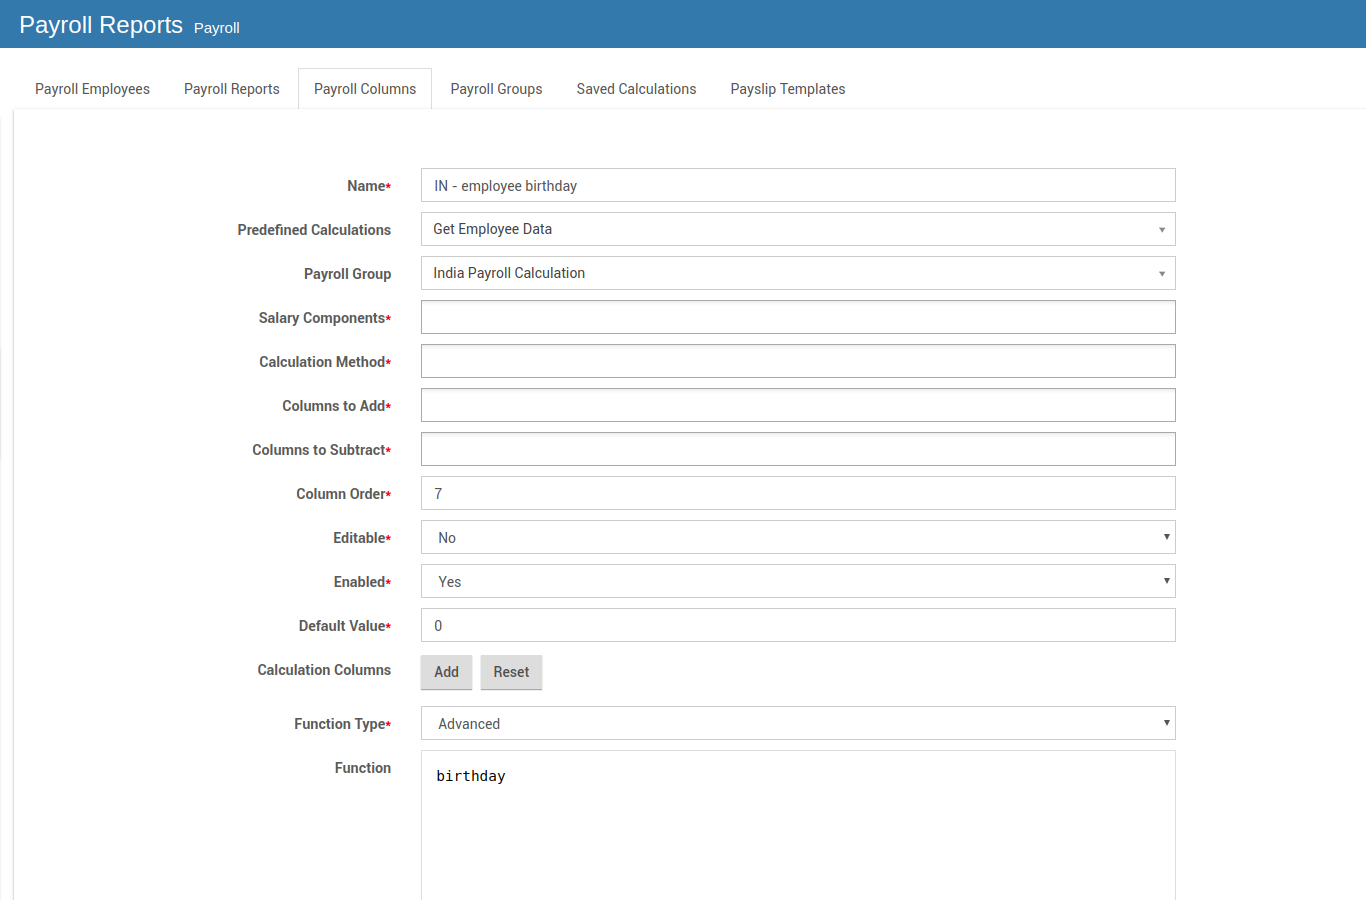 Payroll Reports Payroll
Payroll Employees Payroll Reports Payroll Columns Payroll Groups Saved Calculations Payslip Templates
Name* IN - employee birthday
Predefined Calculations Get Employee Data
Payroll Group India Payroll Calculation
Salary Components*
Calculation Method*
Columns to Add*
Columns to Subtract*
Column Order* 7
Editable* No
Enabled* Yes
Default Value* 0
Calculation Columns Add Reset
Function Type* Advanced
Function birthday